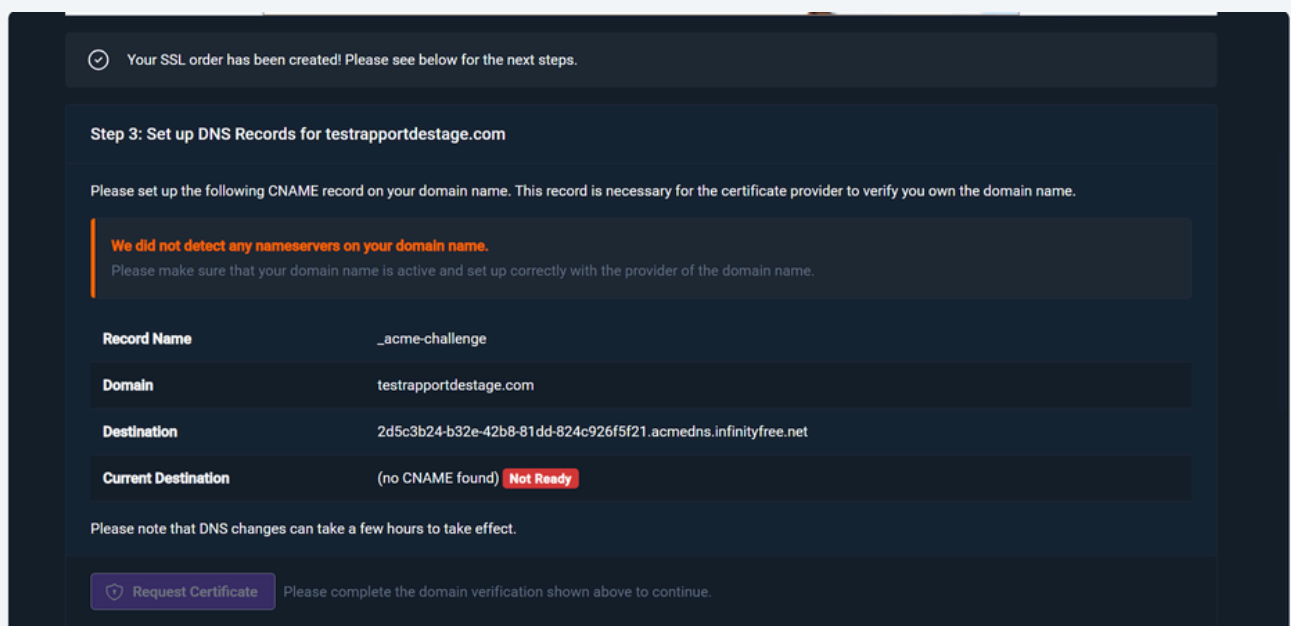 Your SSL order has been created! Please see below for the next steps.
Step 3: Set up DNS Records for testrapportdestage.com
Please set up the following CNAME record on your domain name. This record is necessary for the certificate provider to verify you own the domain name.
We did not detect any nameservers on your domain name.
Please make sure that your domain name is active and set up correctly with the provider of the domain name.
Record Name _acme-challenge
Domain testrapportdestage.com
Destination 2d5c3b24-b32e-42b8-81dd-824c926f5f21.acmedns.infinityfree.net
Current Destination (no CNAME found) Not Ready
Please note that DNS changes can take a few hours to take effect.
Request Certificate Please complete the domain verification shown above to continue.